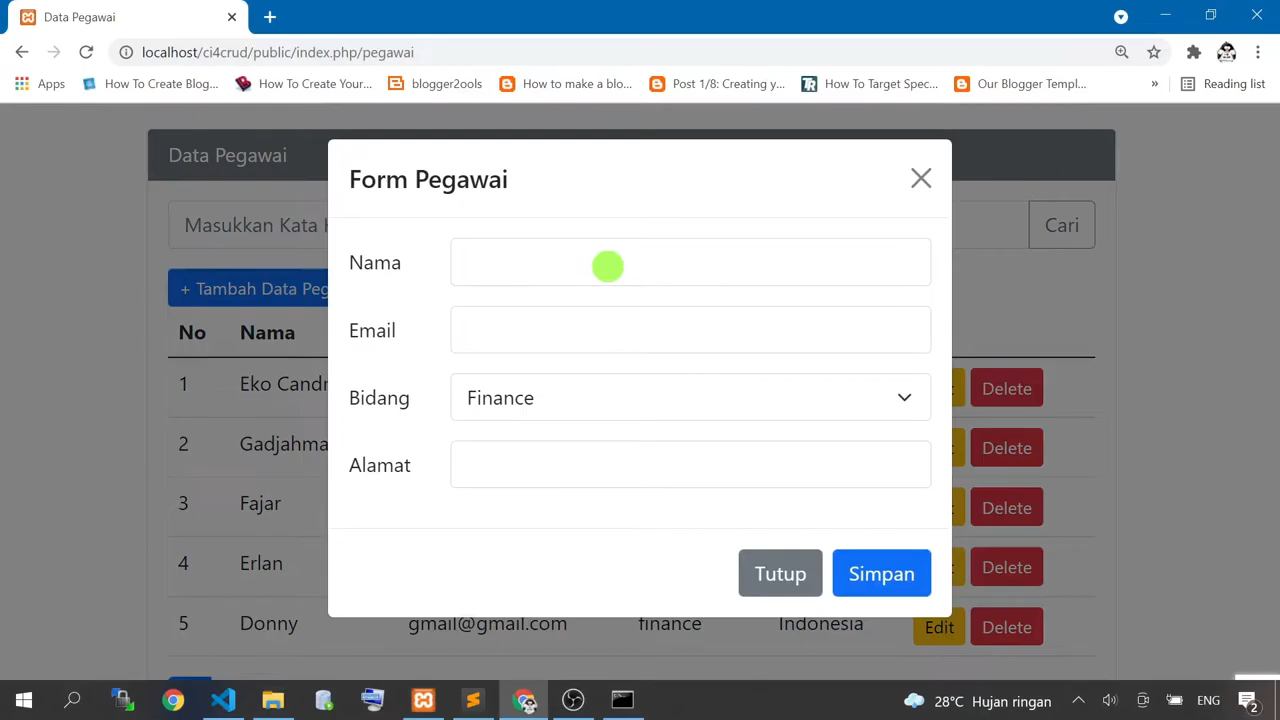 Data Pegawai
localhost/ci4crud/public/index.php/pegawai
Apps How To Create Blog... How To Create Your... blogger2ools How to make a blo... Post 1/8: Creating y... How To Target Spec... Our Blogger Templ... » Reading list
Data Pegawai
Form Pegawai
Masukkan Kata Cari
Nama
+ Tambah Data Peg
Email
No Nama
Bidang Finance
1 Eko Candr Delete
2 Gadjahma Delete
Alamat
3 Fajar Delete
4 Erlan Delete
Tutup Simpan
5 Donny gmail@gmail.com finance Indonesia Edit Delete
28°C Hujan ringan ENG 2